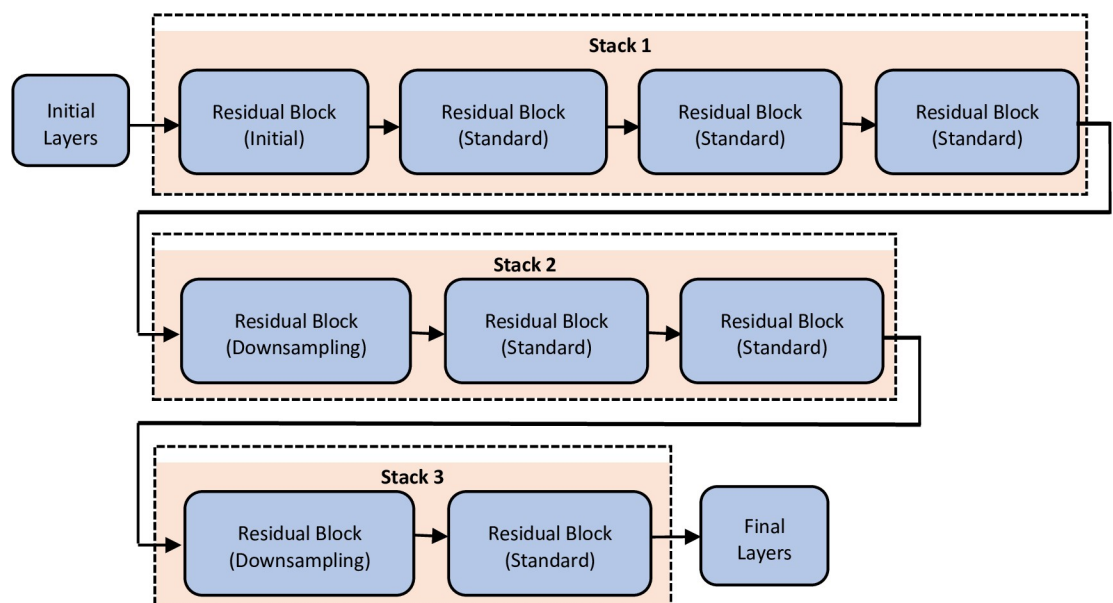 Stack 1
Initial
Layers
Residual Block
(Initial)
Residual Block
(Standard)
Residual Block
(Standard)
Residual Block
(Standard)
Stack 2
Residual Block
(Downsampling)
Residual Block
(Standard)
Residual Block
(Standard)
Stack 3
Residual Block
(Downsampling)
Residual Block
(Standard)
Final
Layers